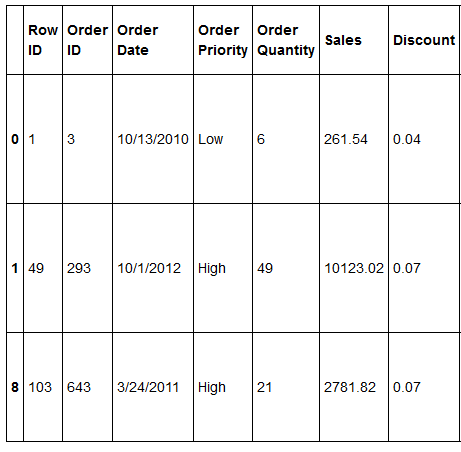 Row ID Order ID Order Date Order Priority Order Quantity Sales Discount
0 1 3 10/13/2010 Low 6 261.54 0.04
1 49 293 10/1/2012 High 49 10123.02 0.07
8 103 643 3/24/2011 High 21 2781.82 0.07